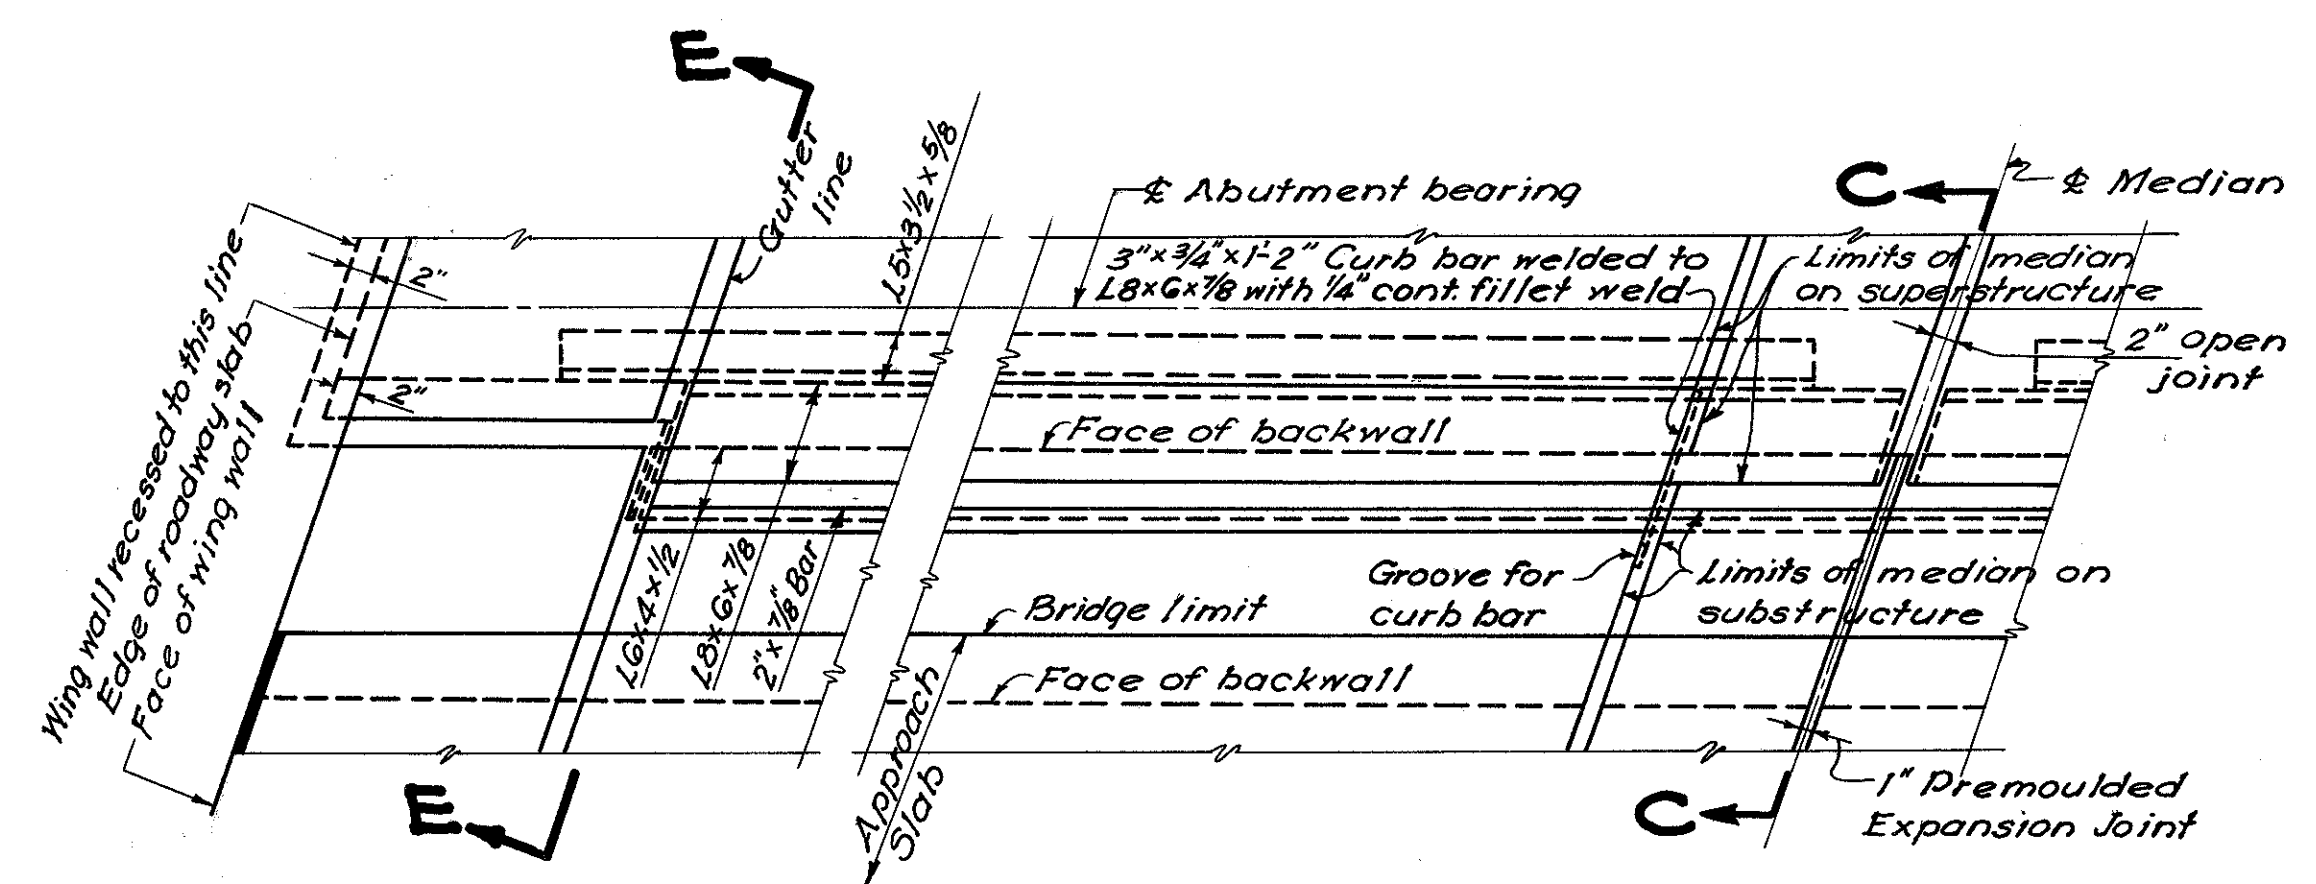 E
Gutter
line
L5×3½×5/8
℄ Abutment bearing
C
℄ Median
Wing wall recessed to this line
Edge of roadway slab
Face of wing wall
2"
2"
3"×¾"×1'-2" Curb bar welded to
L8×6×7/8 with ¼" cont. fillet weld
Limits of median
on superstructure
2" open
joint
Face of backwall
L6×4×½
L8×6×7/8
2"×7/8" Bar
Groove for
curb bar
Limits of median on
substructure
Bridge limit
Face of backwall
Approach
Slab
E
C
1" Premoulded
Expansion Joint